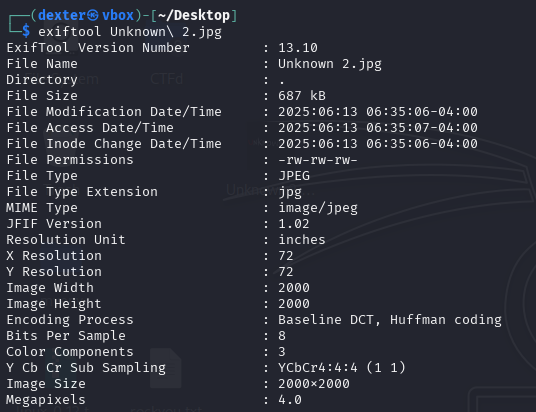 ┌──(dexter㉿vbox)-[~/Desktop]
└─$ exiftool Unknown\ 2.jpg
ExifTool Version Number         : 13.10
File Name                       : Unknown 2.jpg
Directory                       : .
File Size                       : 687 kB
File Modification Date/Time     : 2025:06:13 06:35:06-04:00
File Access Date/Time           : 2025:06:13 06:35:07-04:00
File Inode Change Date/Time     : 2025:06:13 06:35:06-04:00
File Permissions                : -rw-rw-rw-
File Type                       : JPEG
File Type Extension             : jpg
MIME Type                       : image/jpeg
JFIF Version                    : 1.02
Resolution Unit                 : inches
X Resolution                    : 72
Y Resolution                    : 72
Image Width                     : 2000
Image Height                    : 2000
Encoding Process                : Baseline DCT, Huffman coding
Bits Per Sample                 : 8
Color Components                : 3
Y Cb Cr Sub Sampling            : YCbCr4:4:4 (1 1)
Image Size                      : 2000×2000
Megapixels                      : 4.0
CTFd